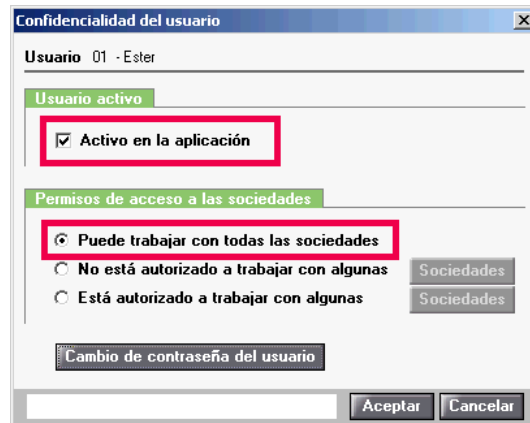 Confidencialidad del usuario
Usuario 01 - Ester
Usuario activo
Activo en la aplicación
Permisos de acceso a las sociedades
Puede trabajar con todas las sociedades
No está autorizado a trabajar con algunas Sociedades
Está autorizado a trabajar con algunas Sociedades
Cambio de contraseña del usuario
Aceptar Cancelar